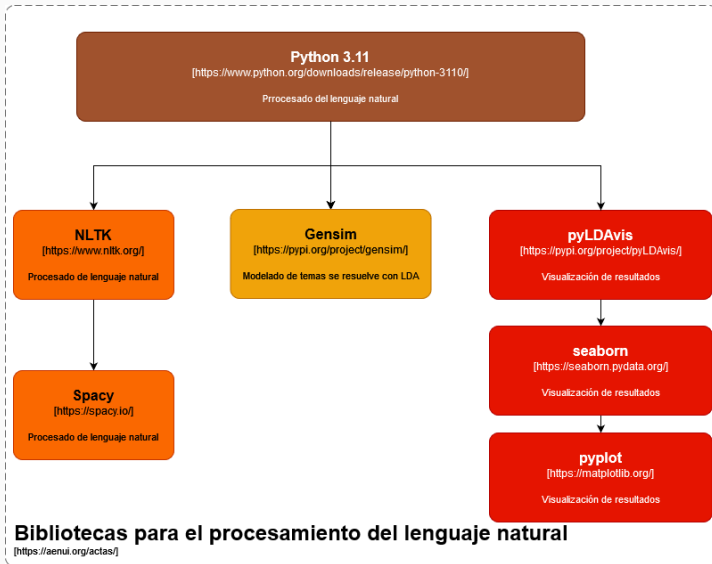 Python 3.11
[https://www.python.org/downloads/release/python-3110/]
Prrocesado del lenguaje natural
NLTK
[https://www.nltk.org/]
Procesado de lenguaje natural
Gensim
[https://pypi.org/project/gensim/]
Modelado de temas se resuelve con LDA
pyLDAvis
[https://pypi.org/project/pyLDAvis/]
Visualización de resultados
seaborn
[https://seaborn.pydata.org/]
Visualización de resultados
Spacy
[https://spacy.io/]
Procesado de lenguaje natural
pyplot
[https://matplotlib.org/]
Visualización de resultados
Bibliotecas para el procesamiento del lenguaje natural
[https://aenui.org/actas/]